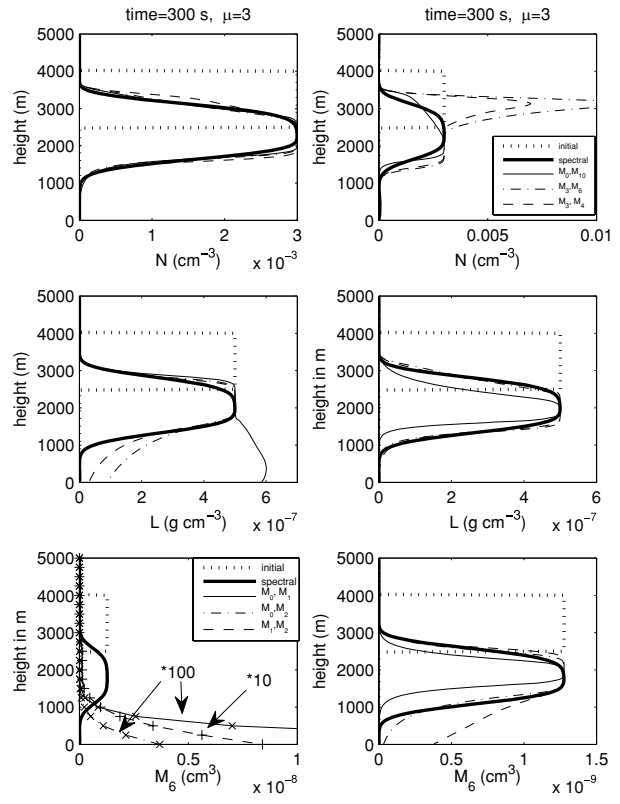 time=300 s, μ=3
5000
4000
3000
2000
1000
0
height (m)
0
1
2
3
N (cm⁻³)
x 10⁻³
time=300 s, μ=3
5000
4000
3000
2000
1000
0
height (m)
0
0.005
0.01
N (cm⁻³)
initial
spectral
M₀,M₁₀
M₃,M₆
M₃, M₄
5000
4000
3000
2000
1000
0
height (m)
0
2
4
6
L (g cm⁻³)
x 10⁻⁷
5000
4000
3000
2000
1000
0
height in m
0
2
4
6
L (g cm⁻³)
x 10⁻⁷
5000
4000
3000
2000
1000
0
height in m
initial
spectral
M₀, M₁
M₀,M₂
M₁,M₂
*100
*10
0
0.5
1
M₆ (cm³)
x 10⁻⁸
5000
4000
3000
2000
1000
0
height (m)
0
0.5
1
1.5
M₆ (cm³)
x 10⁻⁹